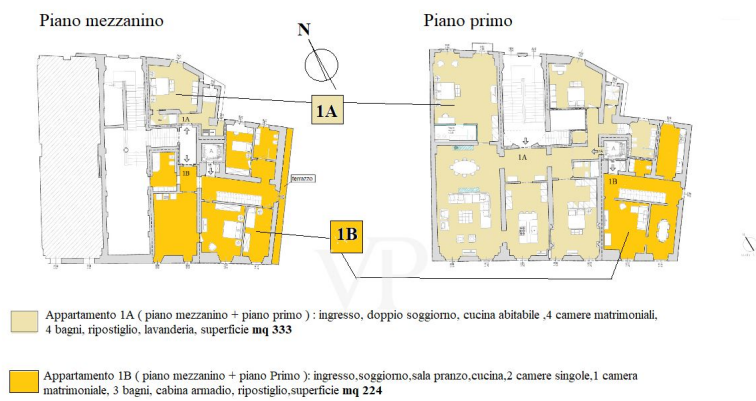 Piano mezzanino
Piano primo
N
1A
1A
1A
A
A
1B
1B
terrazzo
1B
VP
Appartamento 1A ( piano mezzanino + piano primo ) : ingresso, doppio soggiorno, cucina abitabile ,4 camere matrimoniali,
4 bagni, ripostiglio, lavanderia, superficie mq 333
Appartamento 1B ( piano mezzanino + piano Primo ): ingresso,soggiorno,sala pranzo,cucina,2 camere singole,1 camera
matrimoniale, 3 bagni, cabina armadio, ripostiglio,superficie mq 224